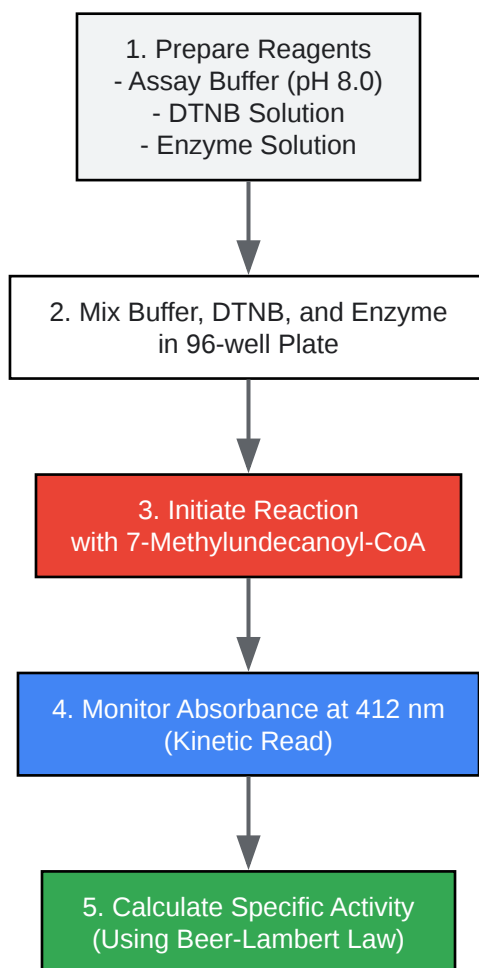 1. Prepare Reagents
- Assay Buffer (pH 8.0)
- DTNB Solution
- Enzyme Solution
2. Mix Buffer, DTNB, and Enzyme
in 96-well Plate
3. Initiate Reaction
with 7-Methylundecanoyl-CoA
4. Monitor Absorbance at 412 nm
(Kinetic Read)
5. Calculate Specific Activity
(Using Beer-Lambert Law)